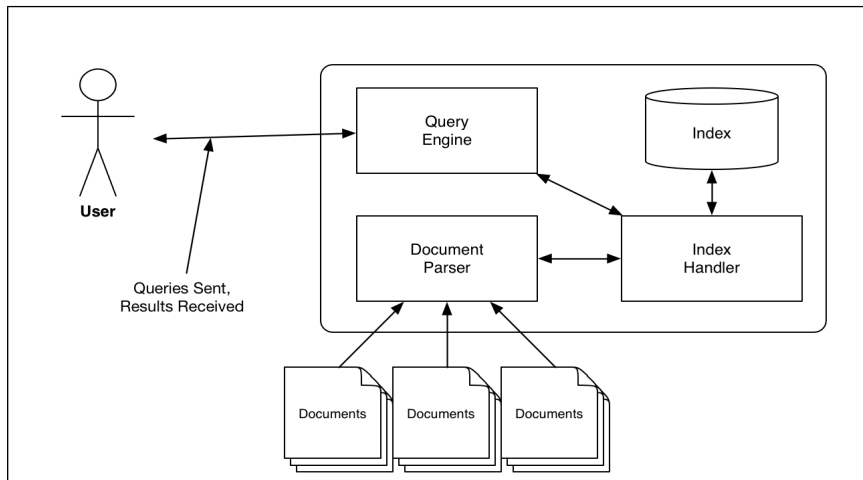 Query
Engine
Index
User
Document
Parser
Index
Handler
Queries Sent,
Results Received
Documents
Documents
Documents